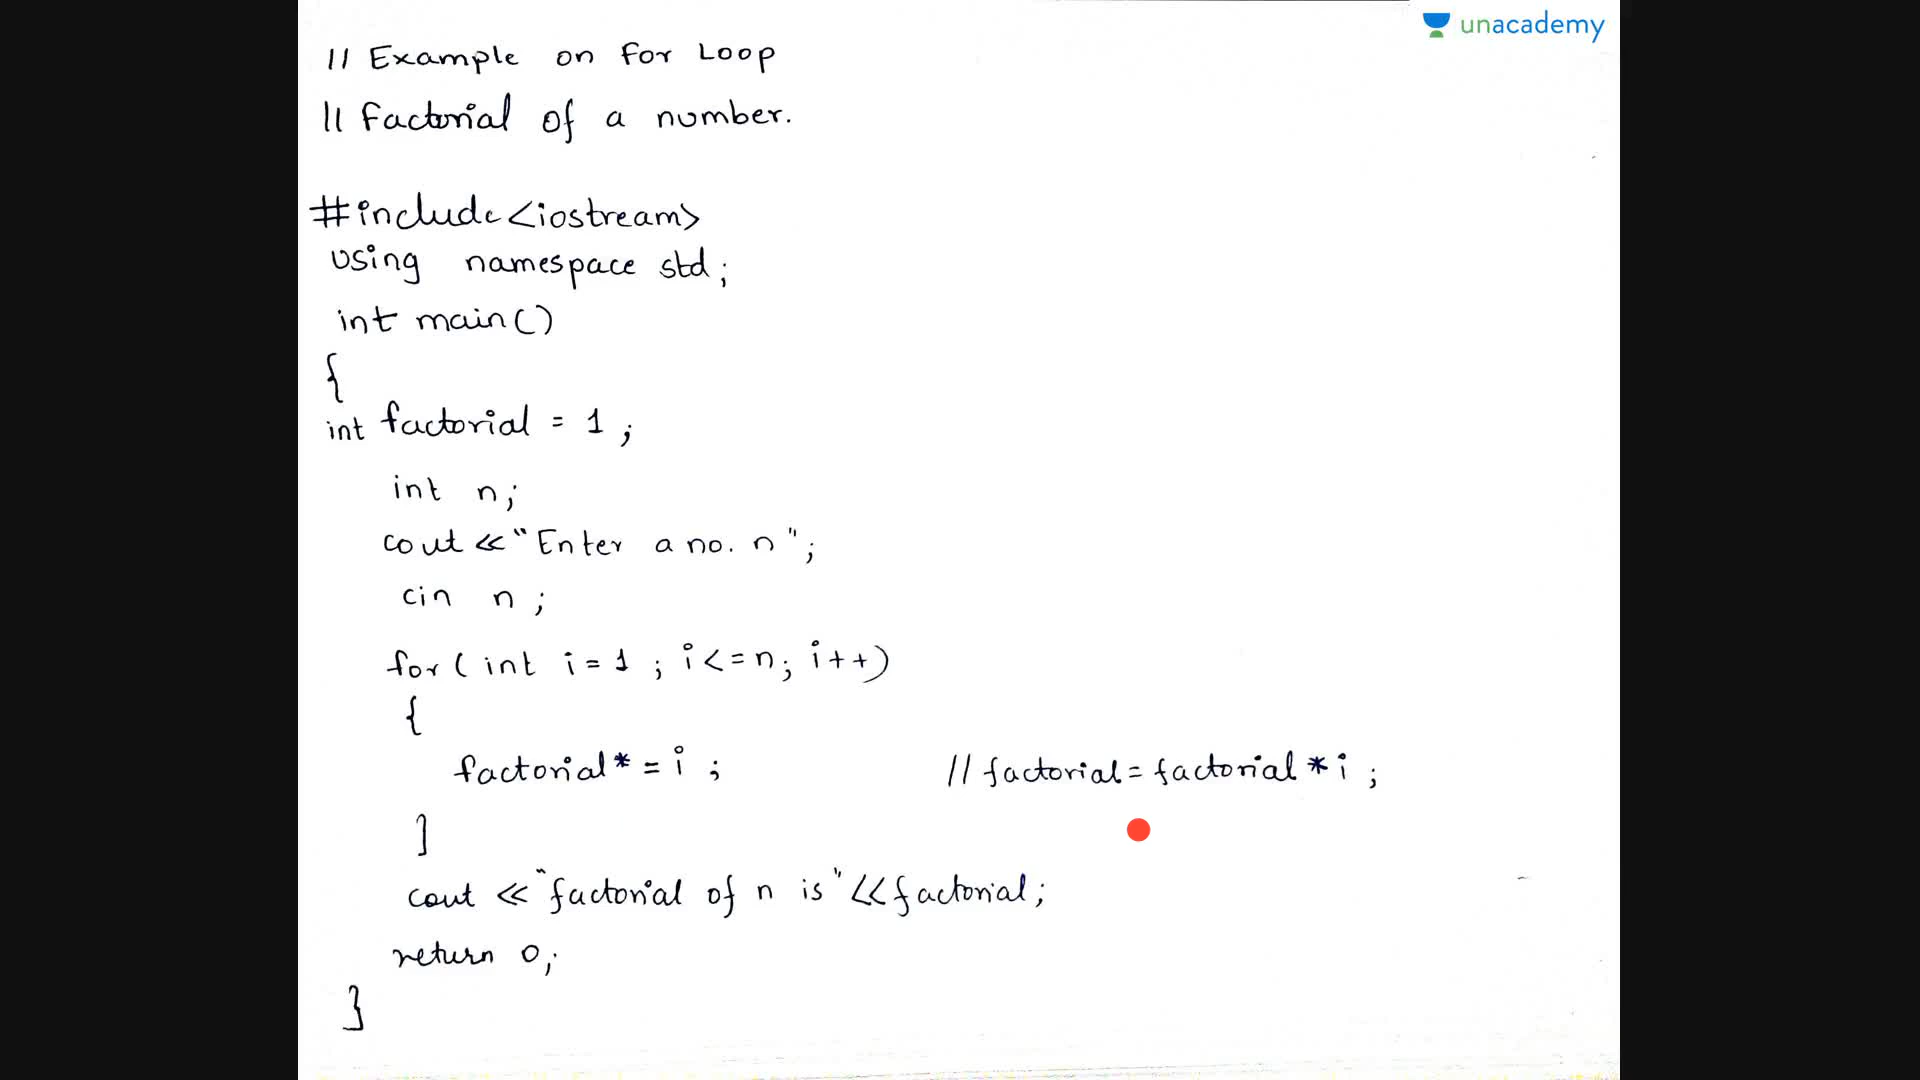 unacademy
// Example on for Loop
// factorial of a number.
#include<iostream>
using namespace std;
int main()
{
int factorial = 1;
int n;
cout << "Enter a no. n";
cin n;
for( int i = 1 ; i<=n; i++)
{
factorial* = i ; // factorial = factorial * i ;
]
cout << "factorial of n is" <<factorial;
return 0;
}